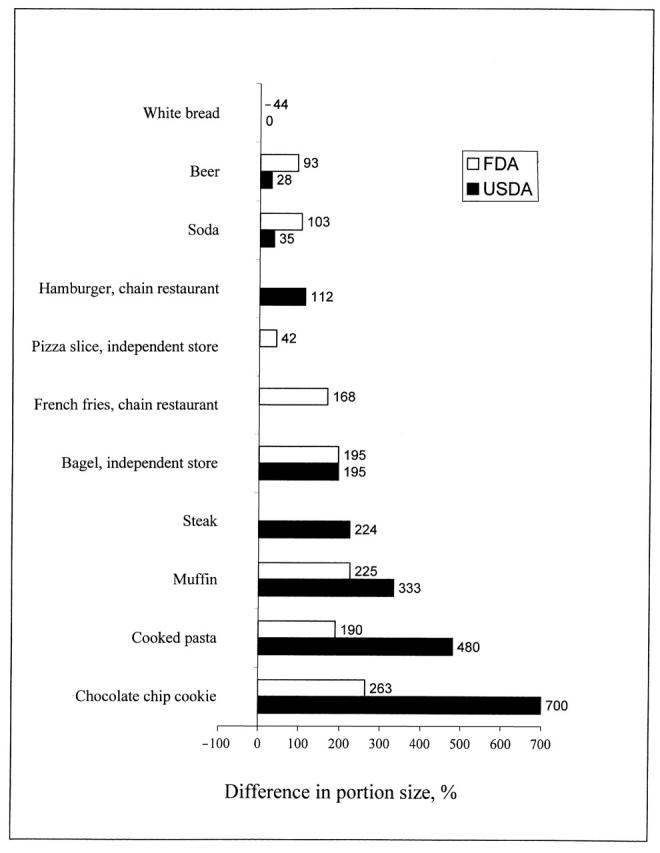 White bread
-44
0
Beer
93
28
FDA
USDA
Soda
103
35
Hamburger, chain restaurant
112
Pizza slice, independent store
42
French fries, chain restaurant
168
Bagel, independent store
195
195
Steak
224
Muffin
225
333
Cooked pasta
190
480
Chocolate chip cookie
263
700
-100 0 100 200 300 400 500 600 700
Difference in portion size, %